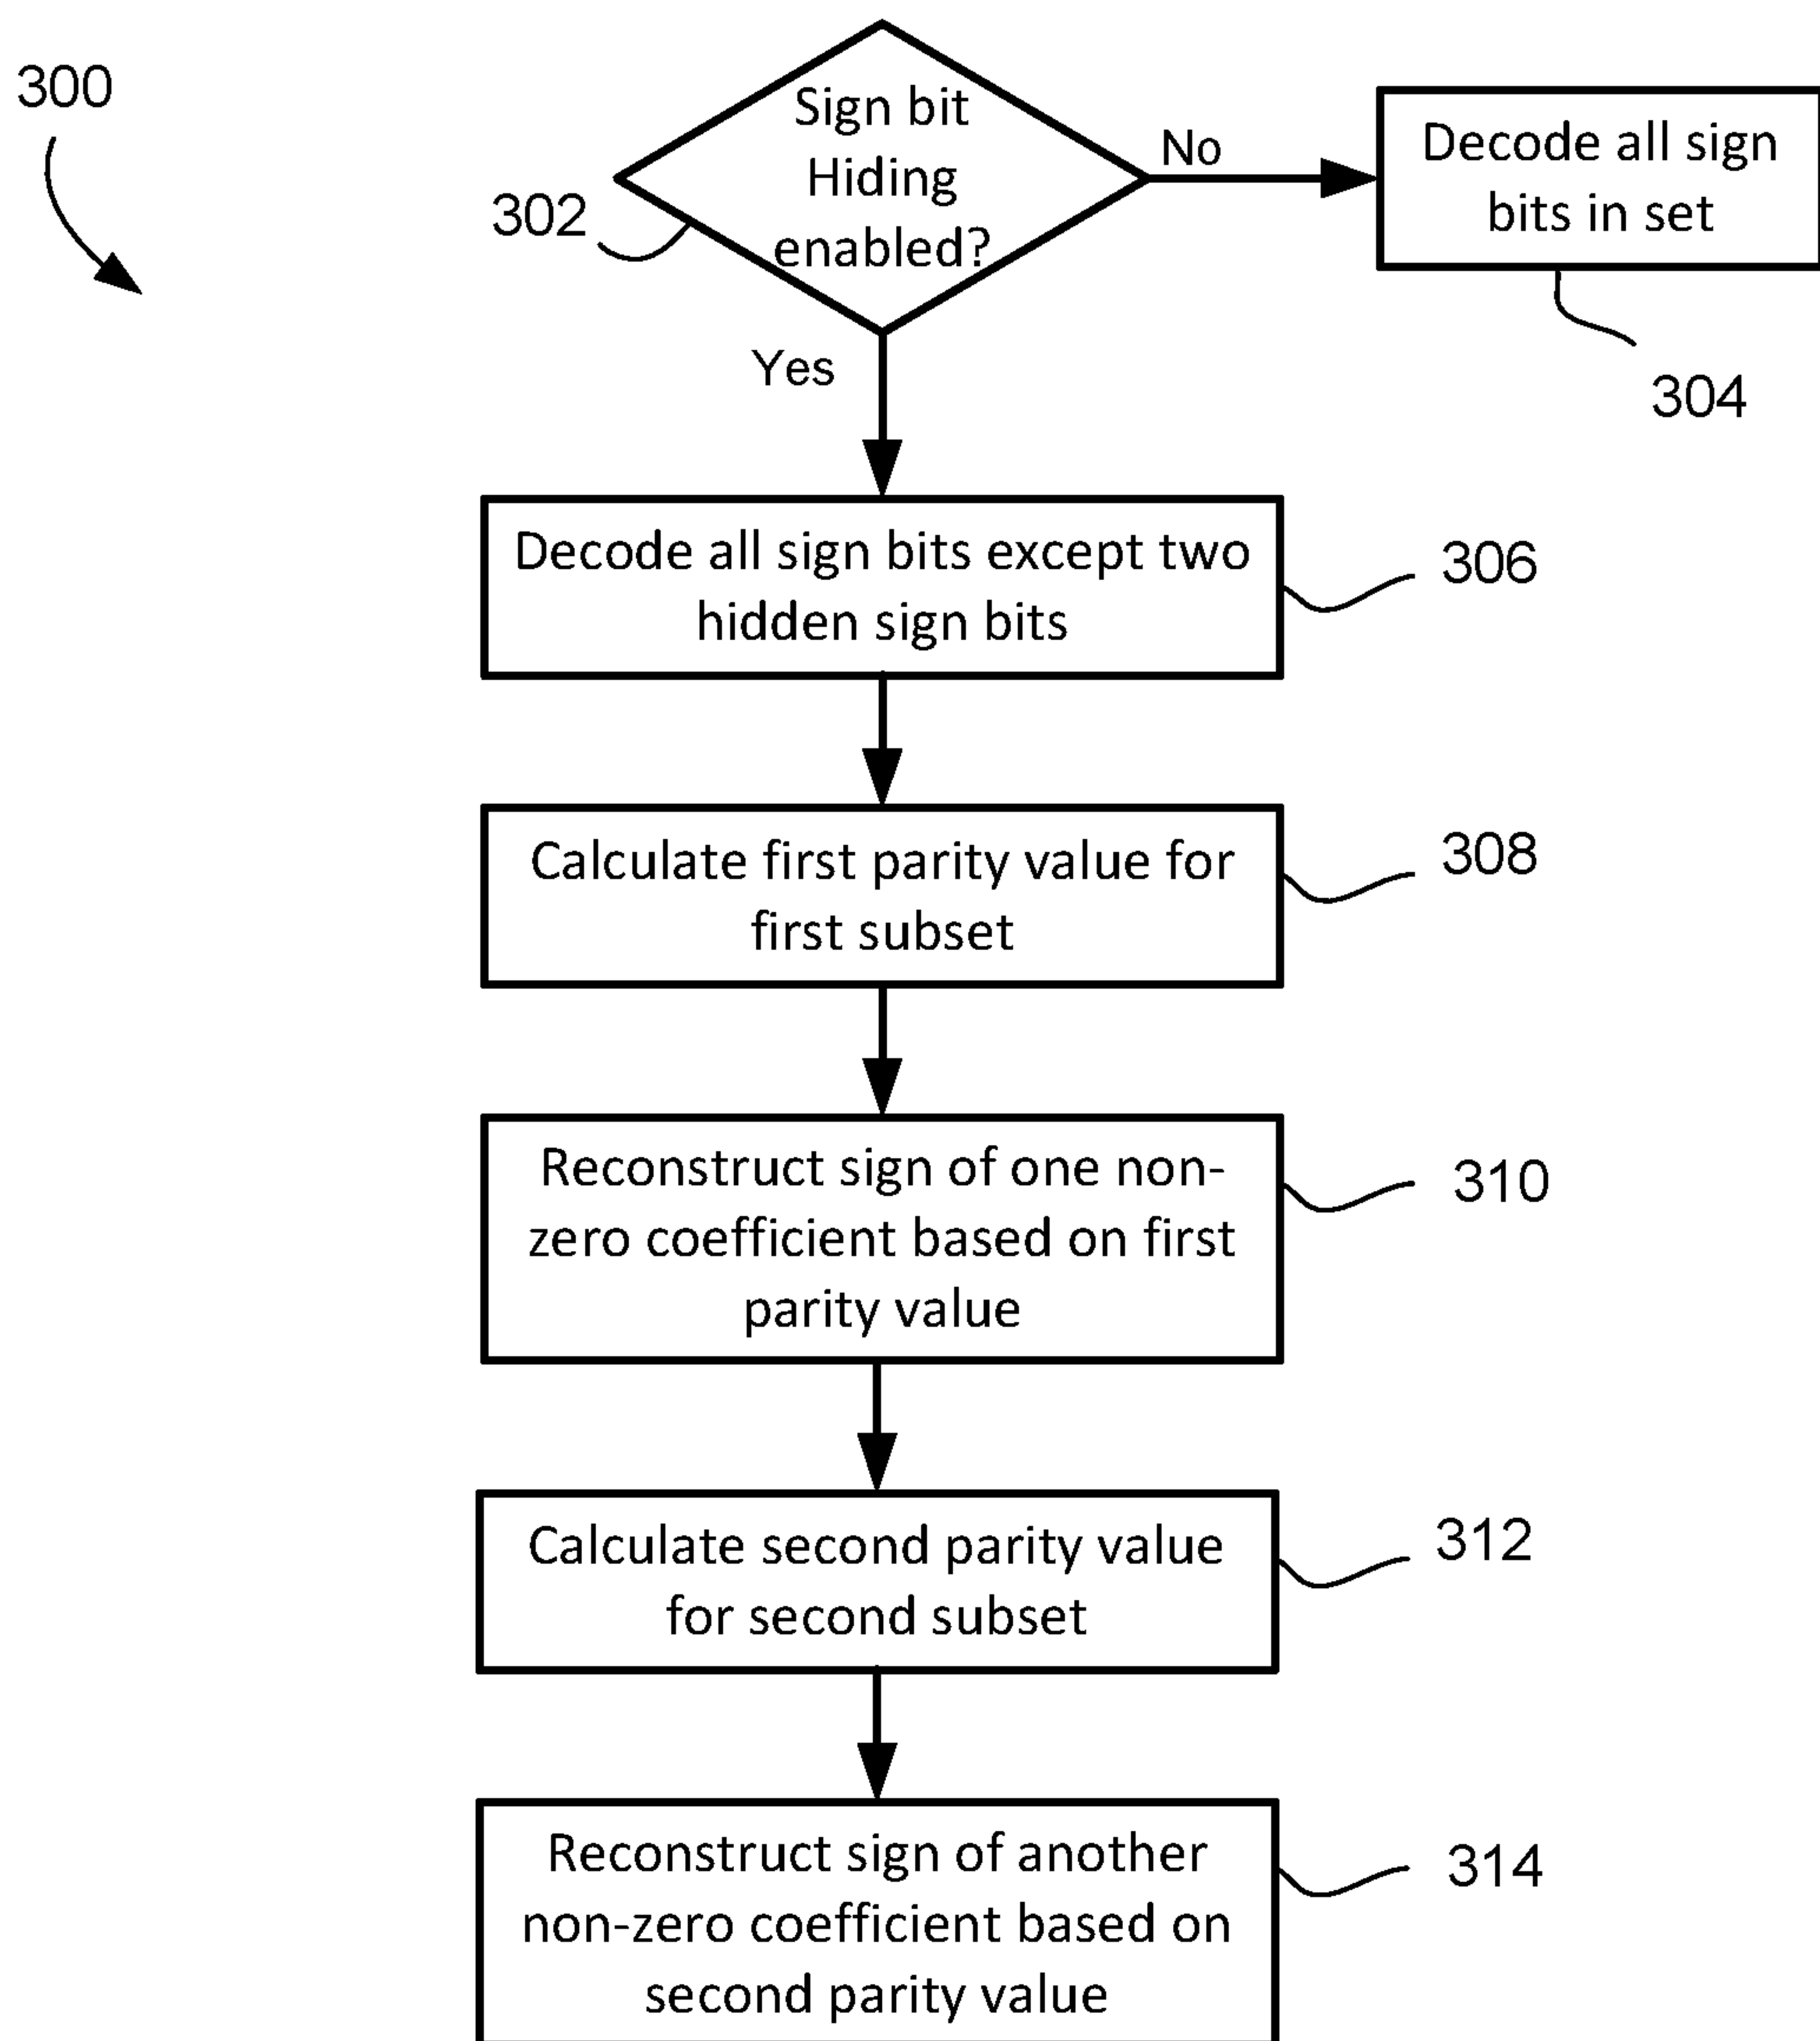 300
Sign bit
Hiding
enabled?
302
No
Decode all sign
bits in set
304
Yes
Decode all sign bits except two
hidden sign bits
306
Calculate first parity value for
first subset
308
Reconstruct sign of one non-
zero coefficient based on first
parity value
310
Calculate second parity value
for second subset
312
Reconstruct sign of another
non-zero coefficient based on
second parity value
314